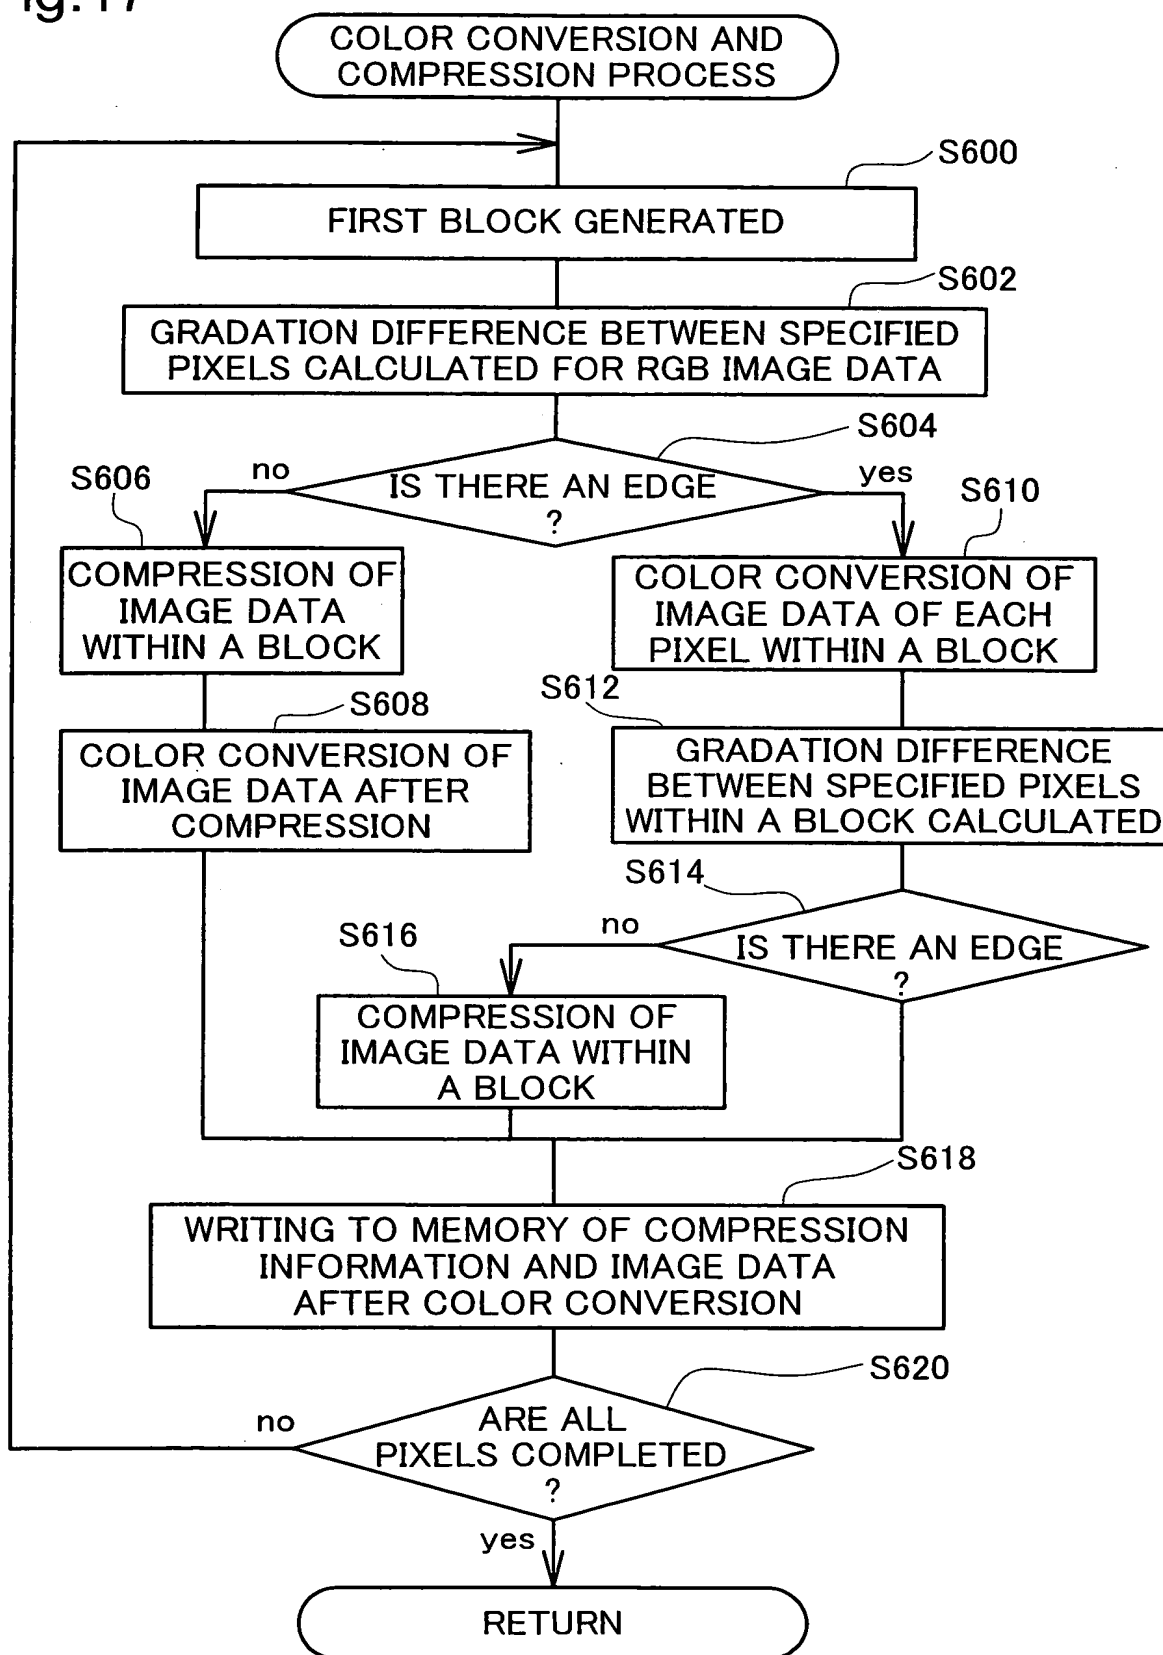 ig.17
COLOR CONVERSION AND
COMPRESSION PROCESS
S600
FIRST BLOCK GENERATED
S602
GRADATION DIFFERENCE BETWEEN SPECIFIED
PIXELS CALCULATED FOR RGB IMAGE DATA
S604
IS THERE AN EDGE
?
no
yes
S606
COMPRESSION OF
IMAGE DATA
WITHIN A BLOCK
S610
COLOR CONVERSION OF
IMAGE DATA OF EACH
PIXEL WITHIN A BLOCK
S608
COLOR CONVERSION OF
IMAGE DATA AFTER
COMPRESSION
S612
GRADATION DIFFERENCE
BETWEEN SPECIFIED PIXELS
WITHIN A BLOCK CALCULATED
S614
IS THERE AN EDGE
?
no
S616
COMPRESSION OF
IMAGE DATA WITHIN
A BLOCK
S618
WRITING TO MEMORY OF COMPRESSION
INFORMATION AND IMAGE DATA
AFTER COLOR CONVERSION
S620
ARE ALL
PIXELS COMPLETED
?
no
yes
RETURN